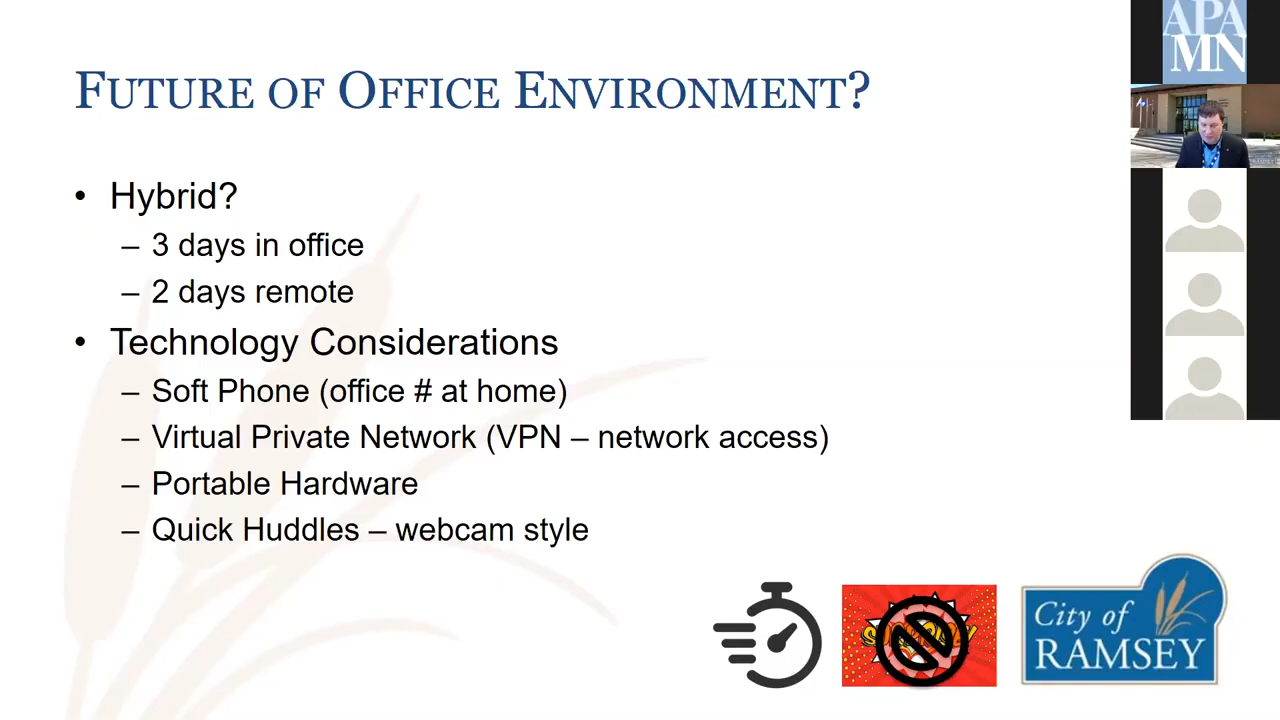 APA
MN
FUTURE OF OFFICE ENVIRONMENT?
• Hybrid?
– 3 days in office
– 2 days remote
• Technology Considerations
– Soft Phone (office # at home)
– Virtual Private Network (VPN – network access)
– Portable Hardware
– Quick Huddles – webcam style
City of
RAMSEY